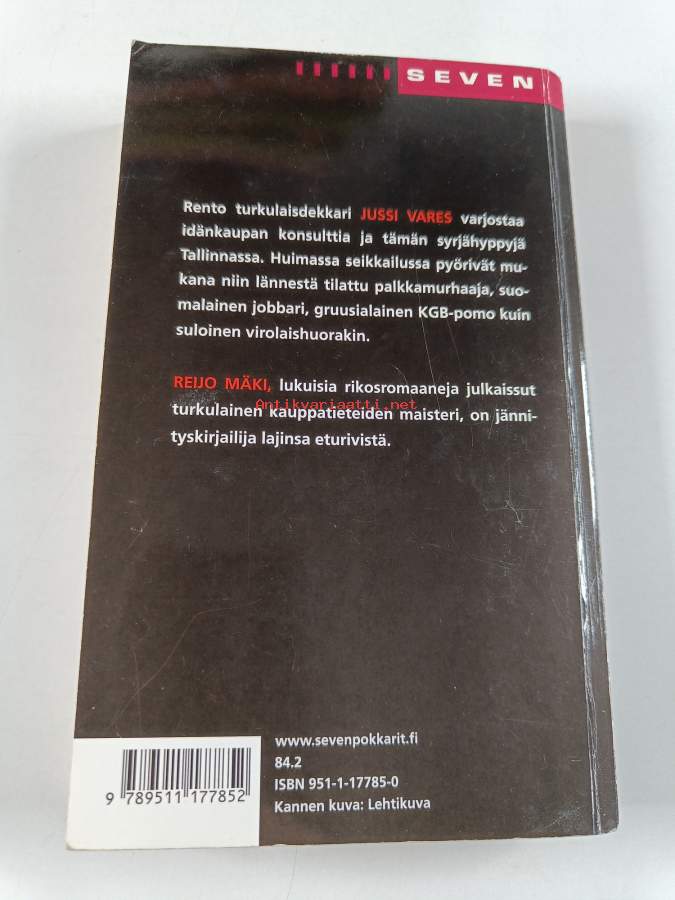 SEVEN
Rento turkulaisdekkari JUSSI VARES varjostaa
idänkaupan konsulttia ja tämän syrjähyppyjä
Tallinnassa. Huimassa seikkailussa pyörivät mu-
kana niin lännestä tilattu palkkamurhaaja, suo-
malainen jobbari, gruusialainen KGB-pomo kuin
suloinen virolaishuorakin.
REIJO MÄKI, lukuisia rikosromaaneja julkaissut
Antikvariaatti.net
turkulainen kauppatieteiden maisteri, on jänni-
tyskirjailija lajinsa eturivistä.
www.sevenpokkarit.fi
84.2
ISBN 951-1-17785-0
Kannen kuva: Lehtikuva
9 789511 177852